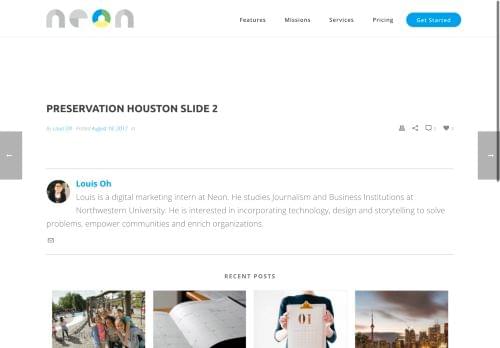 neon
Features Missions Services Pricing Get Started
PRESERVATION HOUSTON SLIDE 2
By Louis Oh Posted August 18, 2017 In
0 0
Louis Oh
Louis is a digital marketing intern at Neon. He studies Journalism and Business Institutions at
Northwestern University. He is interested in incorporating technology, design and storytelling to solve
problems, empower communities and enrich organizations.
RECENT POSTS
01